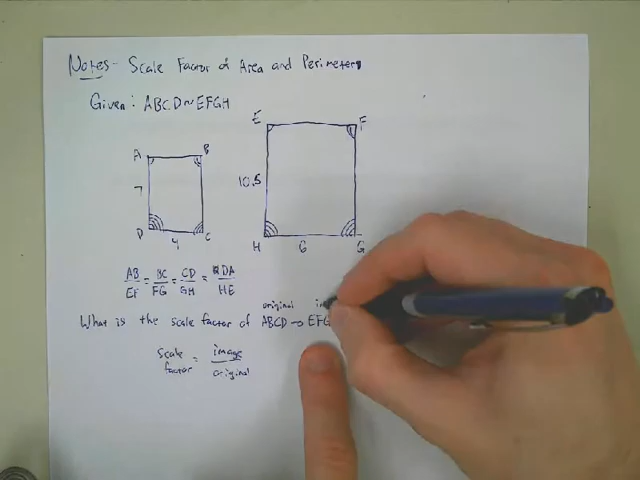 Notes - Scale Factor of Area and Perimeter
Given: ABCD ~ EFGH
E F
A B
7 10.5
D C
4
H 6 G
AB/EF = BC/FG = CD/GH = DA/HE
original
What is the scale factor of ABCD → EFG
scale factor = image/original